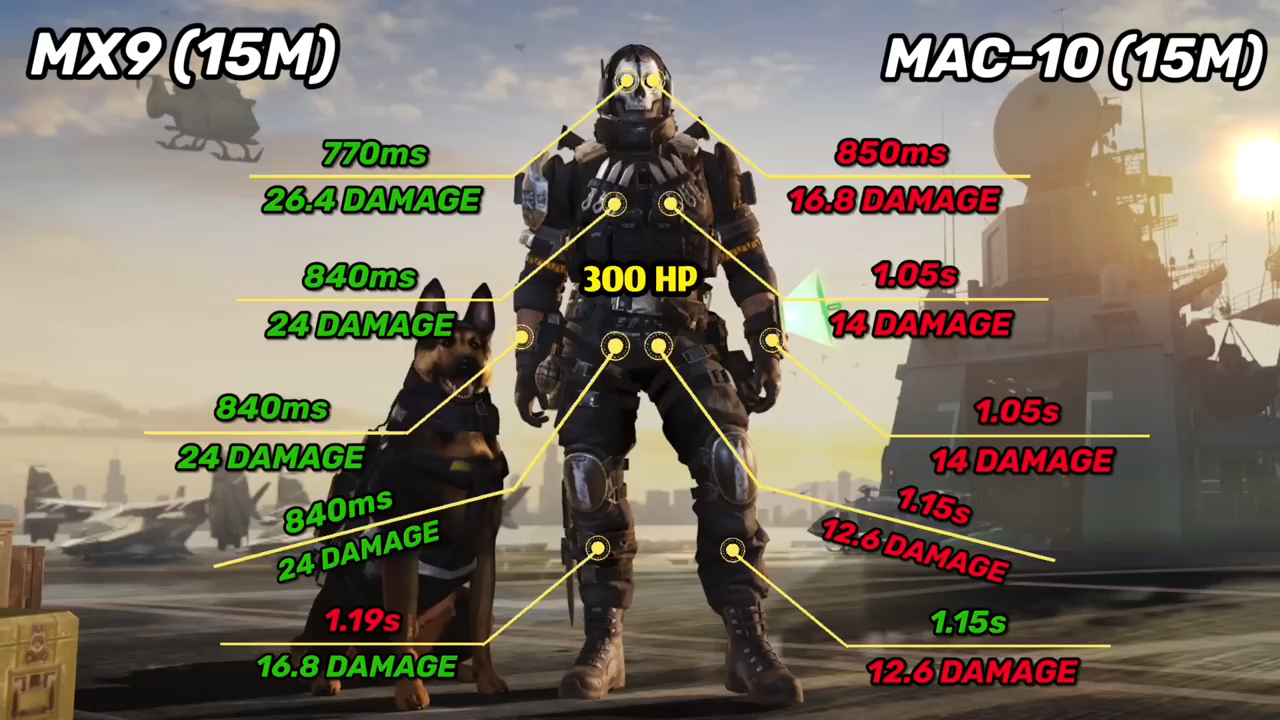 MX9 (15M)
MAC-10 (15M)
770ms
26.4 DAMAGE
850ms
16.8 DAMAGE
840ms
24 DAMAGE
300 HP
1.05s
14 DAMAGE
840ms
24 DAMAGE
1.05s
14 DAMAGE
840ms
24 DAMAGE
1.15s
12.6 DAMAGE
1.19s
16.8 DAMAGE
1.15s
12.6 DAMAGE